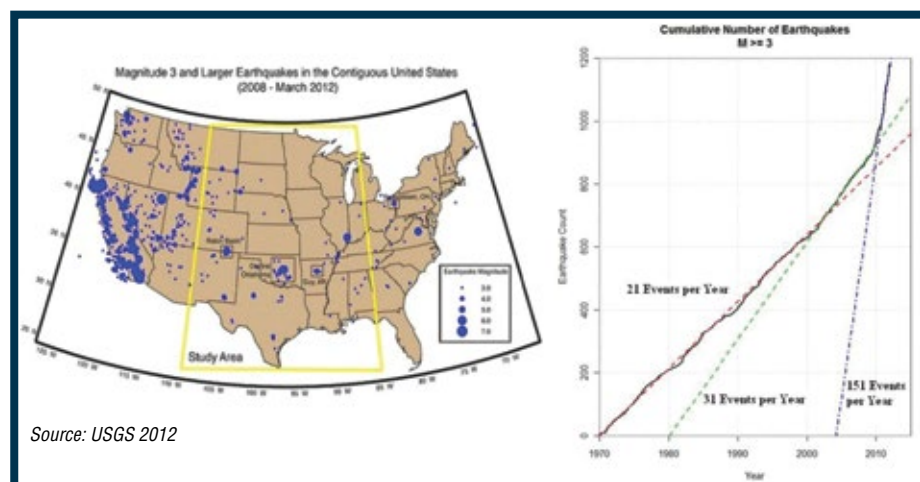 Magnitude 3 and Larger Earthquakes in the Contiguous United States
(2008 - March 2012)
Study Area
Earthquake Magnitude
3.0
4.0
5.0
6.0
7.0
Source: USGS 2012
Cumulative Number of Earthquakes
M >= 3
Earthquake Count
1200
1000
800
600
400
200
0
21 Events per Year
31 Events per Year
151 Events
per Year
1970
1980
1990
2000
2010
Year